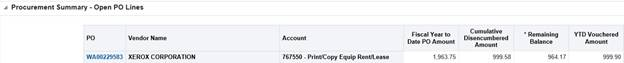 Procurement Summary - Open PO Lines
PO Vendor Name Account Fiscal Year to Date PO Amount Cumulative Disencumbered Amount * Remaining Balance YTD Vouchered Amount
WA00229583 XEROX CORPORATION 767550 - Print/Copy Equip Rent/Lease 1,963.75 999.58 964.17 999.90